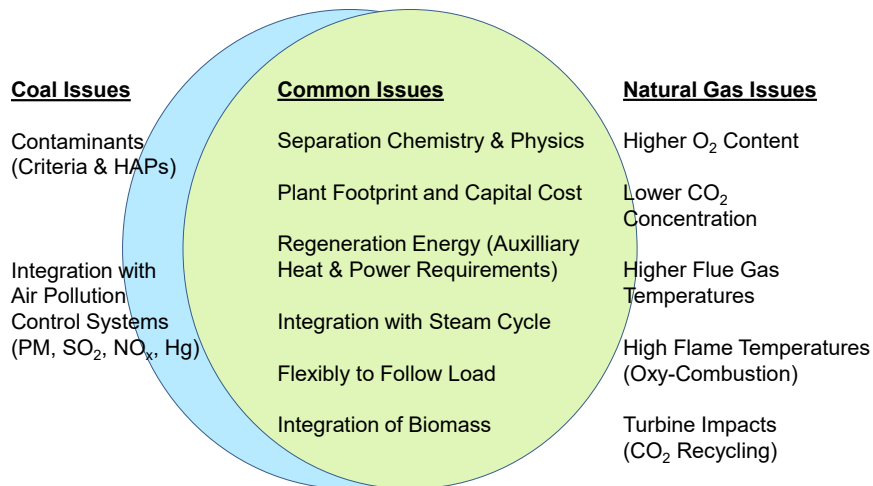 Coal Issues
Contaminants
(Criteria & HAPs)
Integration with
Air Pollution
Control Systems
(PM, SO₂, NOₓ, Hg)
Common Issues
Separation Chemistry & Physics
Plant Footprint and Capital Cost
Regeneration Energy (Auxilliary
Heat & Power Requirements)
Integration with Steam Cycle
Flexibly to Follow Load
Integration of Biomass
Natural Gas Issues
Higher O₂ Content
Lower CO₂
Concentration
Higher Flue Gas
Temperatures
High Flame Temperatures
(Oxy-Combustion)
Turbine Impacts
(CO₂ Recycling)